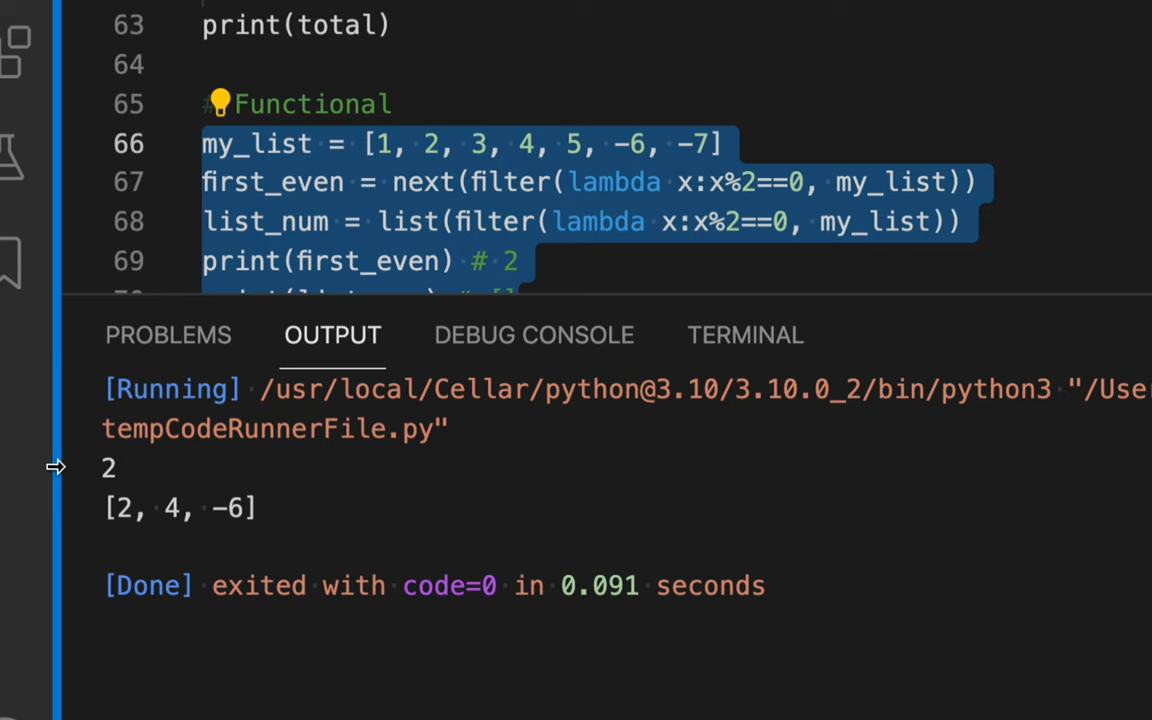 63 print(total)
64
65 # Functional
66 my_list = [1, 2, 3, 4, 5, -6, -7]
67 first_even = next(filter(lambda x:x%2==0, my_list))
68 list_num = list(filter(lambda x:x%2==0, my_list))
69 print(first_even) # 2
PROBLEMS OUTPUT DEBUG CONSOLE TERMINAL
[Running] /usr/local/Cellar/python@3.10/3.10.0_2/bin/python3 "/Use
tempCodeRunnerFile.py"
2
[2, 4, -6]
[Done] exited with code=0 in 0.091 seconds